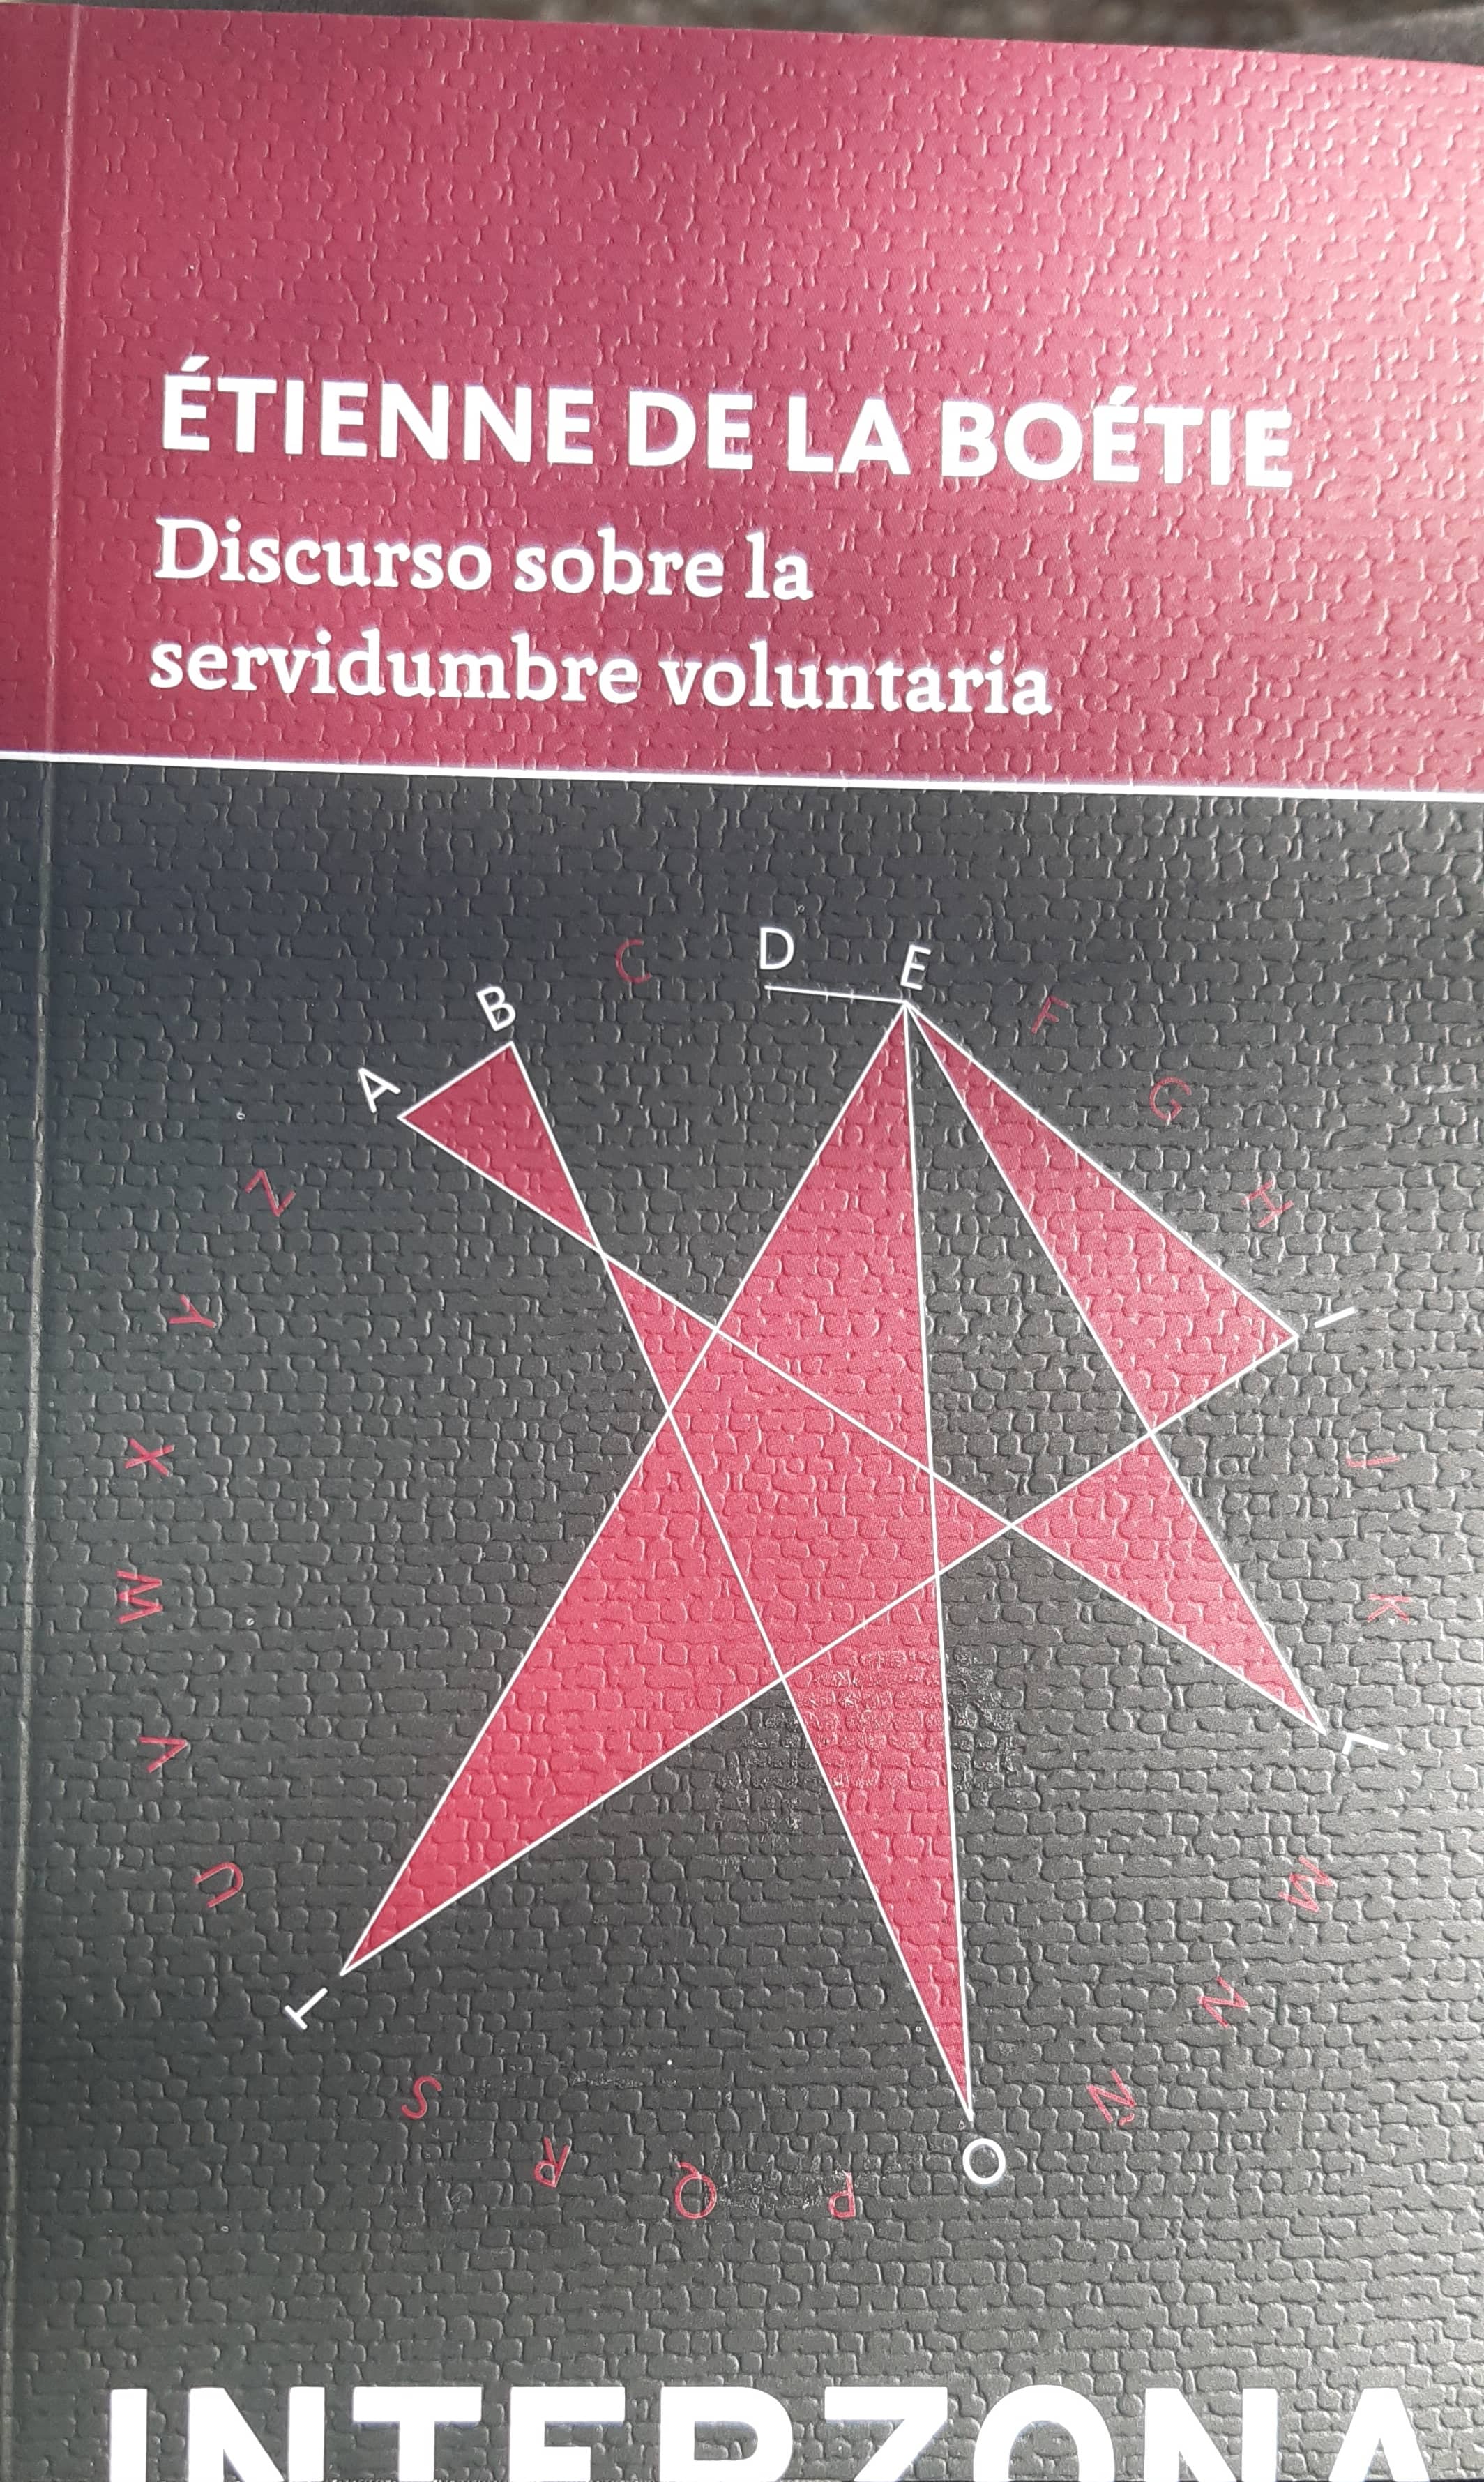 ÉTIENNE DE LA BOÉTIE
Discurso sobre la
servidumbre voluntaria
A
B
C
D
E
F
G
H
I
J
K
L
M
N
Ñ
O
P
Q
R
S
T
U
V
W
X
Y
Z
INTERZONA